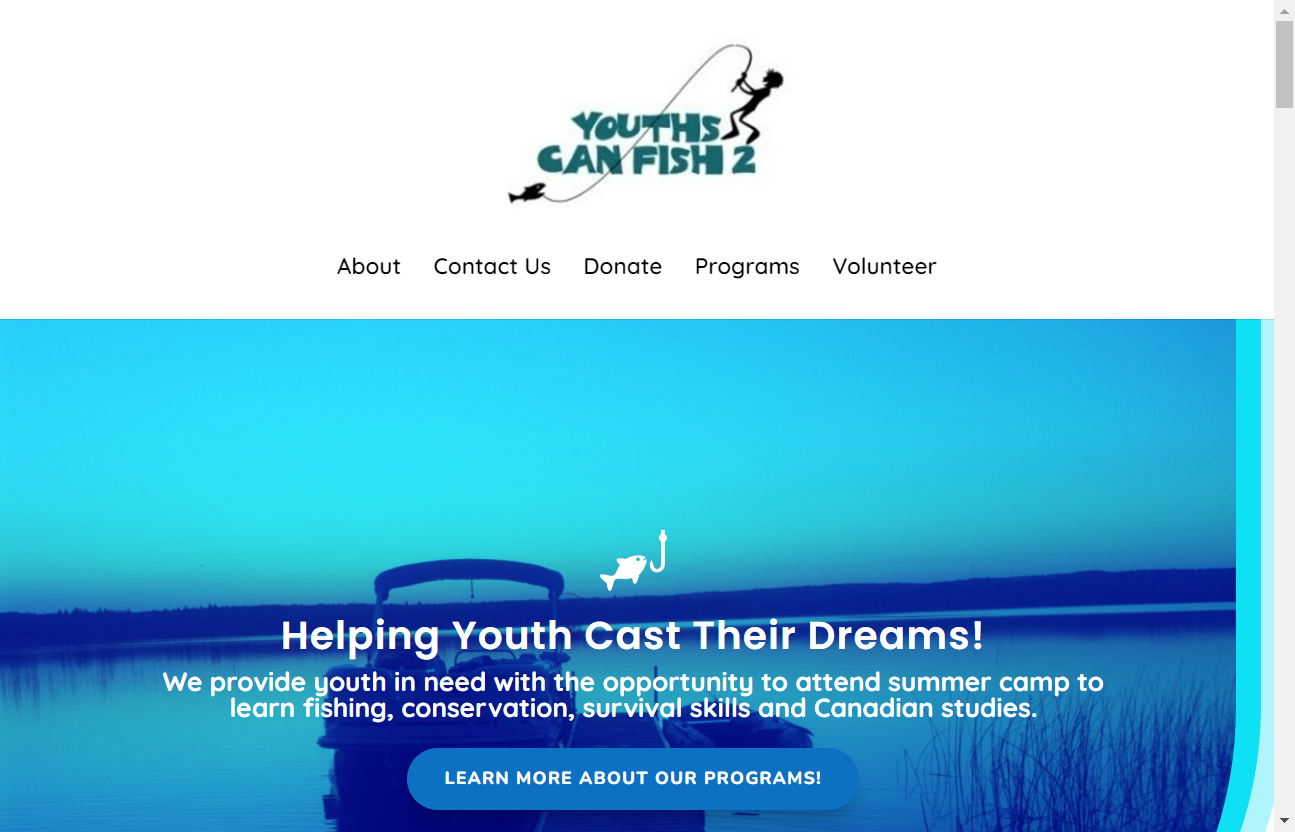 YOUTHS
CAN FISH 2
About Contact Us Donate Programs Volunteer
Helping Youth Cast Their Dreams!
We provide youth in need with the opportunity to attend summer camp to
learn fishing, conservation, survival skills and Canadian studies.
LEARN MORE ABOUT OUR PROGRAMS!